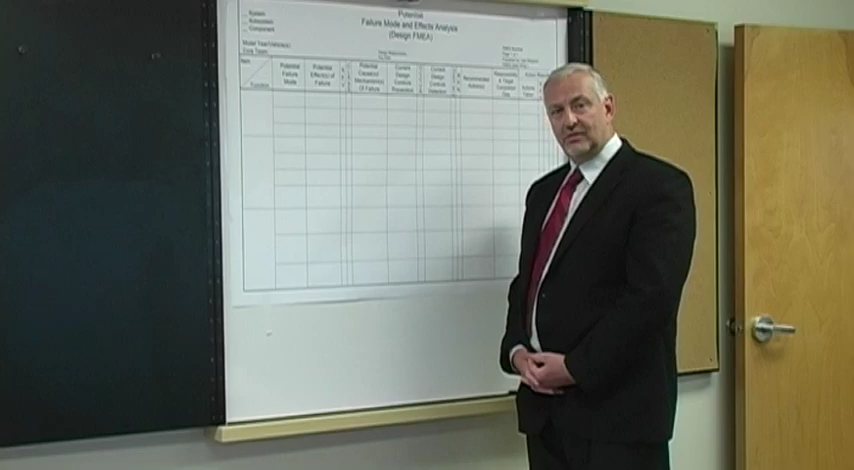 System
Subsystem
Component
Potential
Failure Mode and Effects Analysis
(Design FMEA)
Model Year/Vehicle(s)
Core Team:
Item
Function
Potential
Failure
Mode
Potential
Effect(s) of
Failure
Potential
Cause(s)/
Mechanism(s)
Of Failure
Current
Design
Controls
Prevention
Current
Design
Controls
Detection
Recommended
Action(s)
Responsibility
& Target
Completion
Date
Actions
Taken